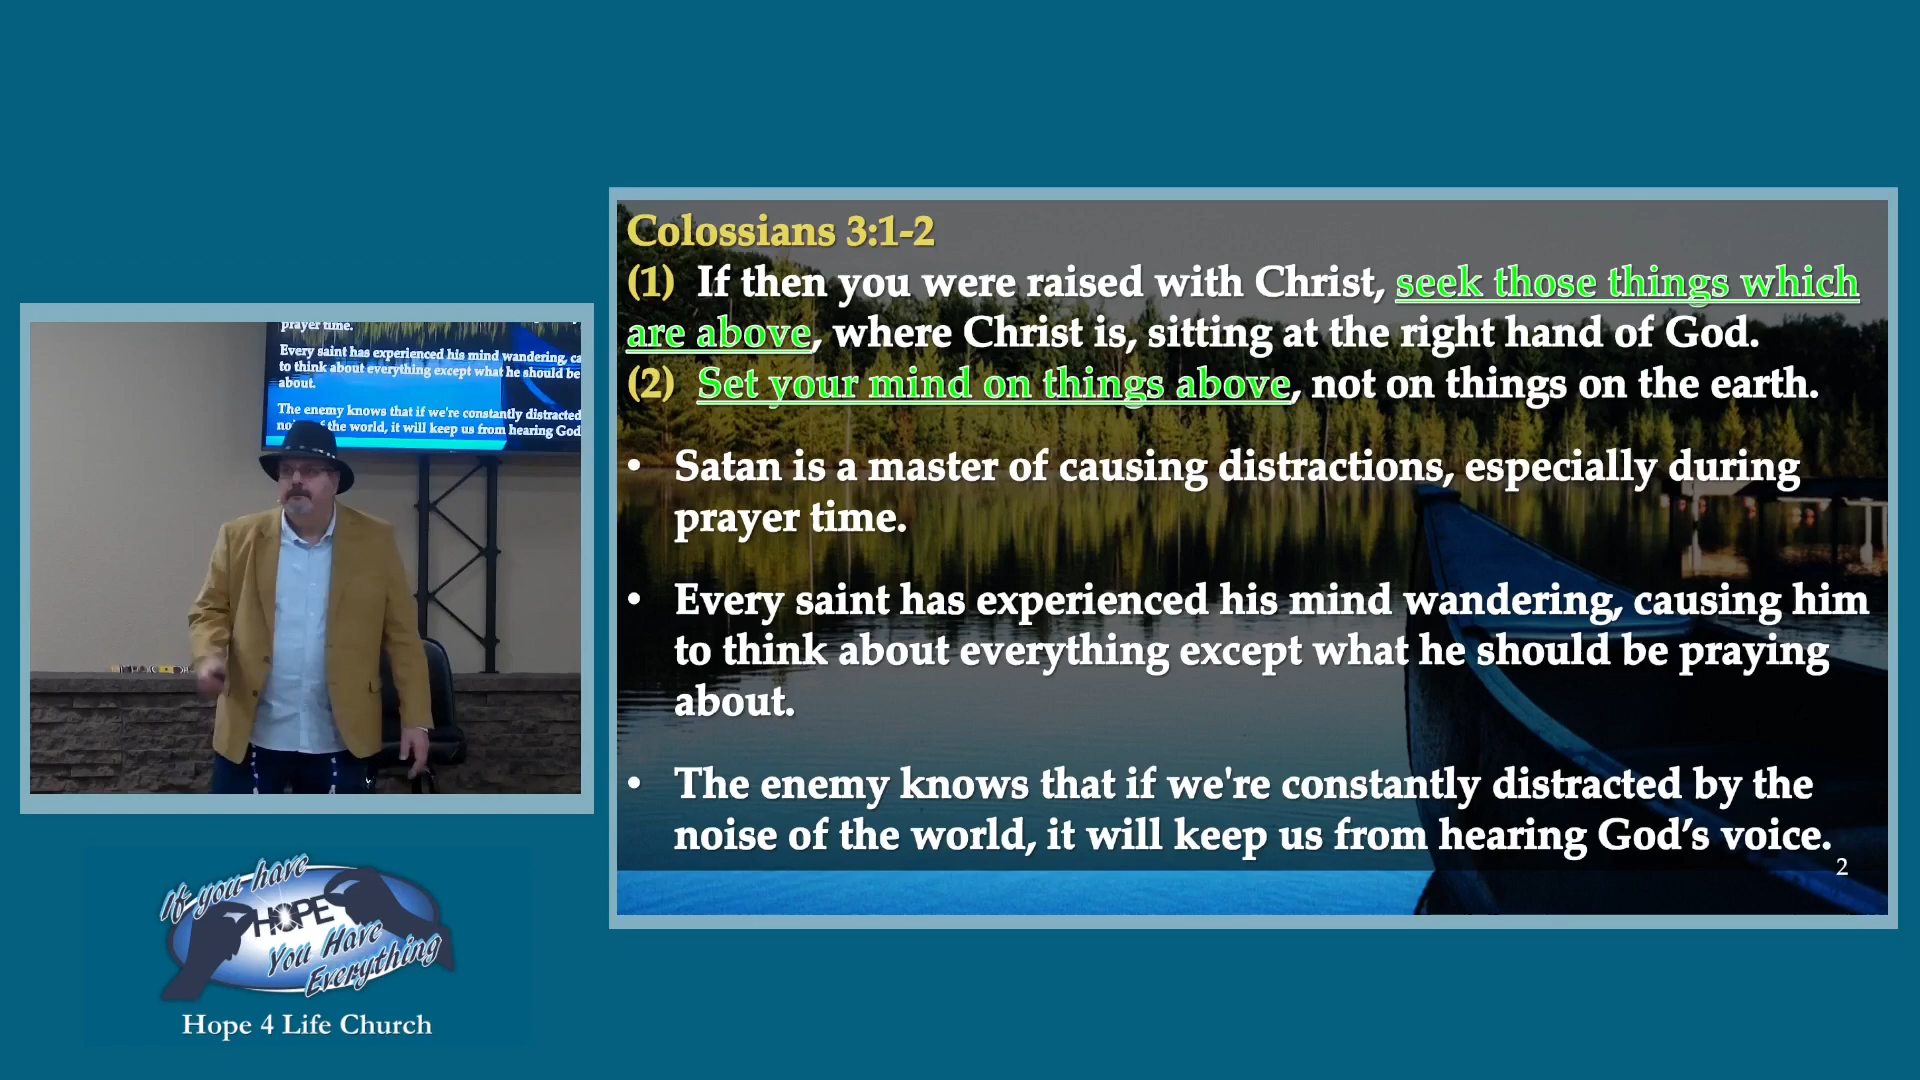 Colossians 3:1-2
(1) If then you were raised with Christ, seek those things which
are above, where Christ is, sitting at the right hand of God.
(2) Set your mind on things above, not on things on the earth.
• Satan is a master of causing distractions, especially during
prayer time.
• Every saint has experienced his mind wandering, causing him
to think about everything except what he should be praying
about.
• The enemy knows that if we're constantly distracted by the
noise of the world, it will keep us from hearing God’s voice.
2
prayer time.
Every saint has experienced his mind wandering, ca
to think about everything except what he should be
about.
The enemy knows that if we're constantly distracted
the world, it will keep us from hearing God
If you have
HOPE
You Have
Everything
Hope 4 Life Church